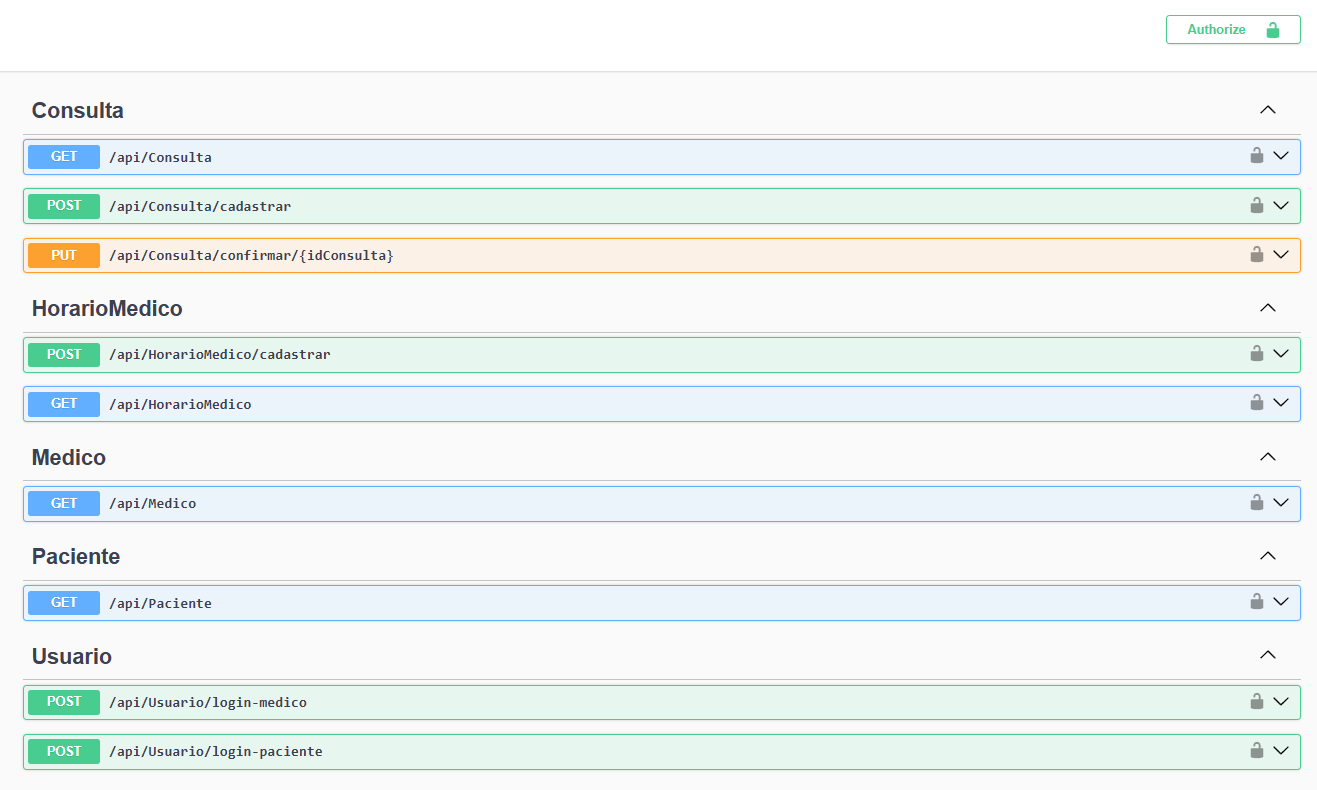 Authorize
Consulta
GET /api/Consulta
POST /api/Consulta/cadastrar
PUT /api/Consulta/confirmar/{idConsulta}
HorarioMedico
POST /api/HorarioMedico/cadastrar
GET /api/HorarioMedico
Medico
GET /api/Medico
Paciente
GET /api/Paciente
Usuario
POST /api/Usuario/login-medico
POST /api/Usuario/login-paciente